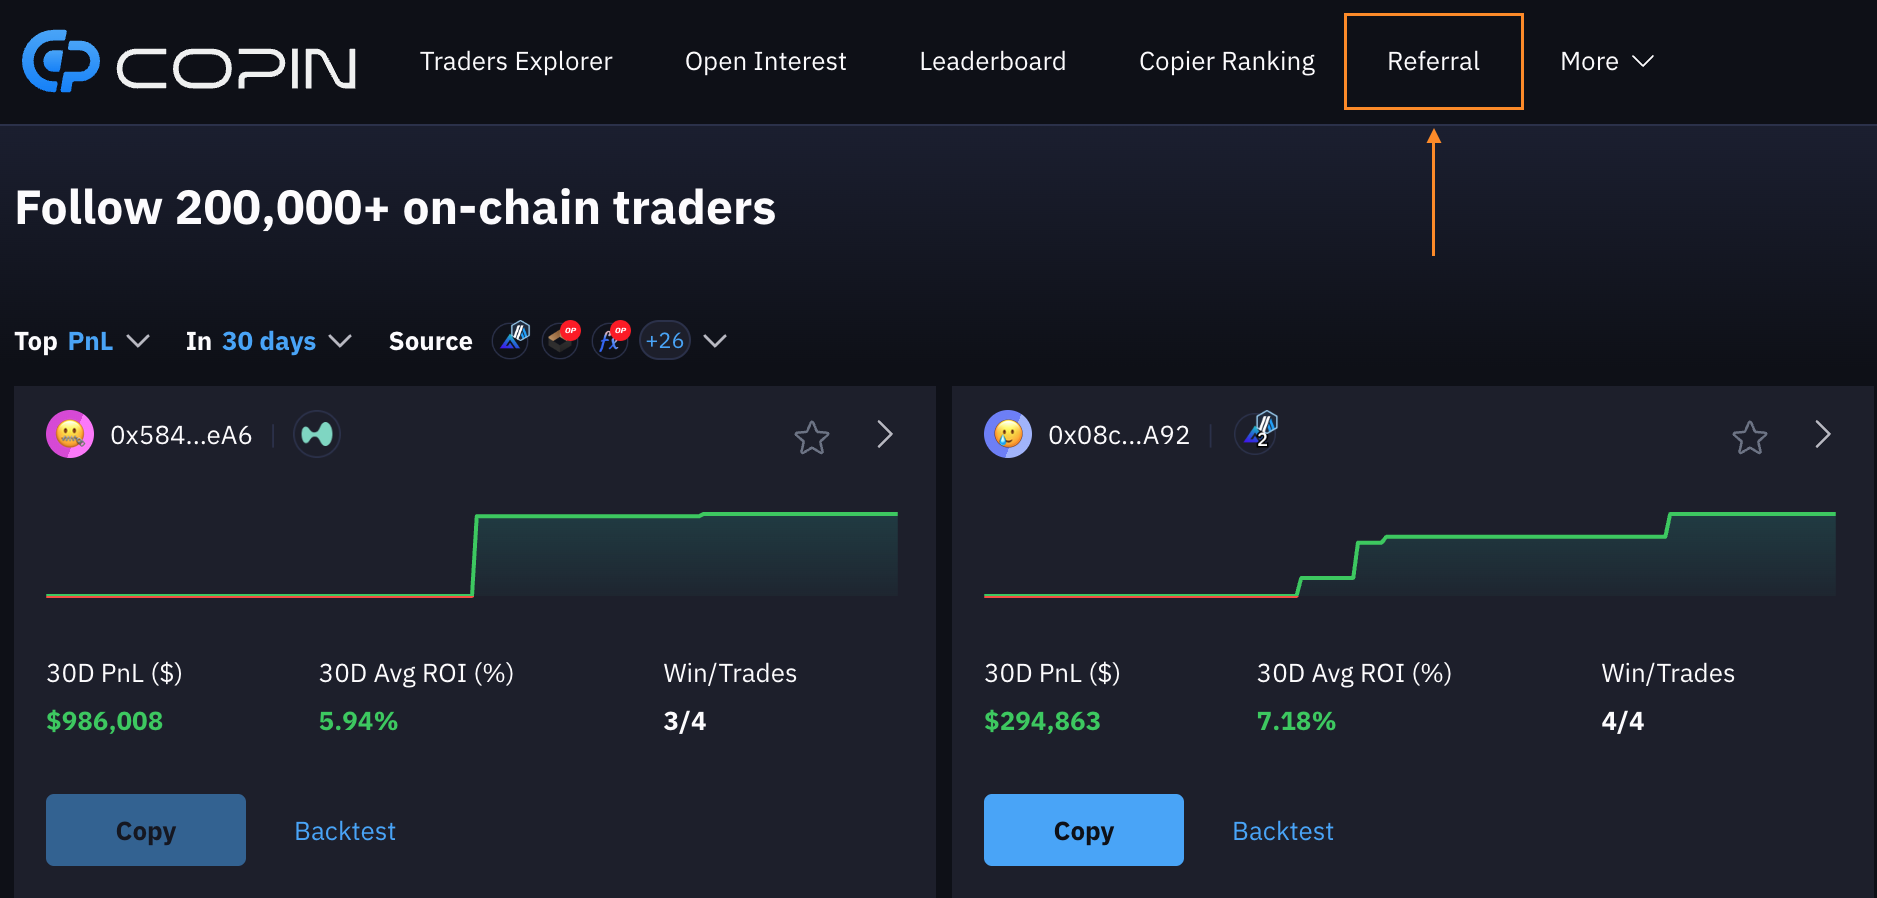 COPIN Traders Explorer Open Interest Leaderboard Copier Ranking Referral More
Follow 200,000+ on-chain traders
Top PnL In 30 days Source OP OP fx +26
0x584...eA6
30D PnL ($) 30D Avg ROI (%) Win/Trades
$986,008 5.94% 3/4
Copy Backtest
0x08c...A92 2
30D PnL ($) 30D Avg ROI (%) Win/Trades
$294,863 7.18% 4/4
Copy Backtest